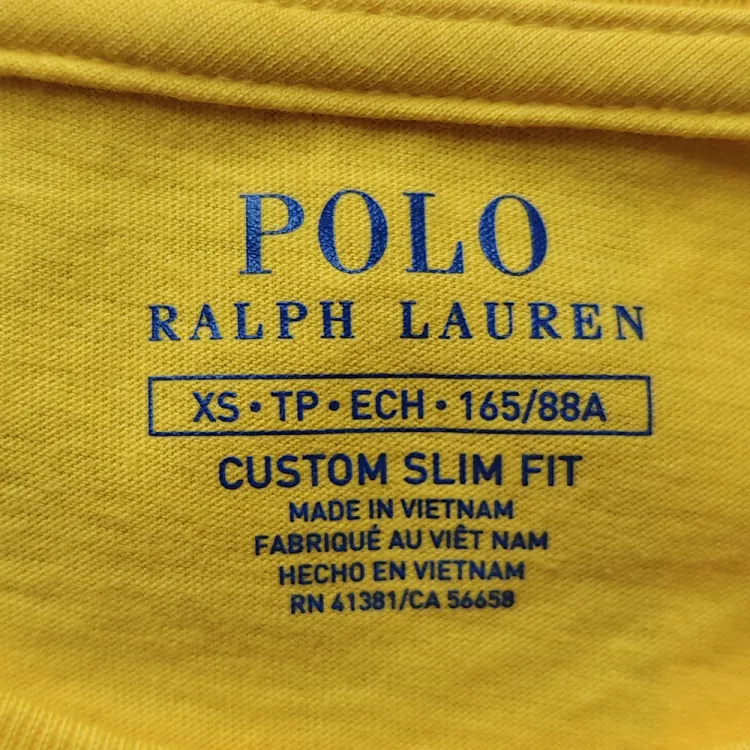 POLO
RALPH LAUREN
XS • TP • ECH • 165/88A
CUSTOM SLIM FIT
MADE IN VIETNAM
FABRIQUÉ AU VIÊT NAM
HECHO EN VIETNAM
RN 41381/CA 56658